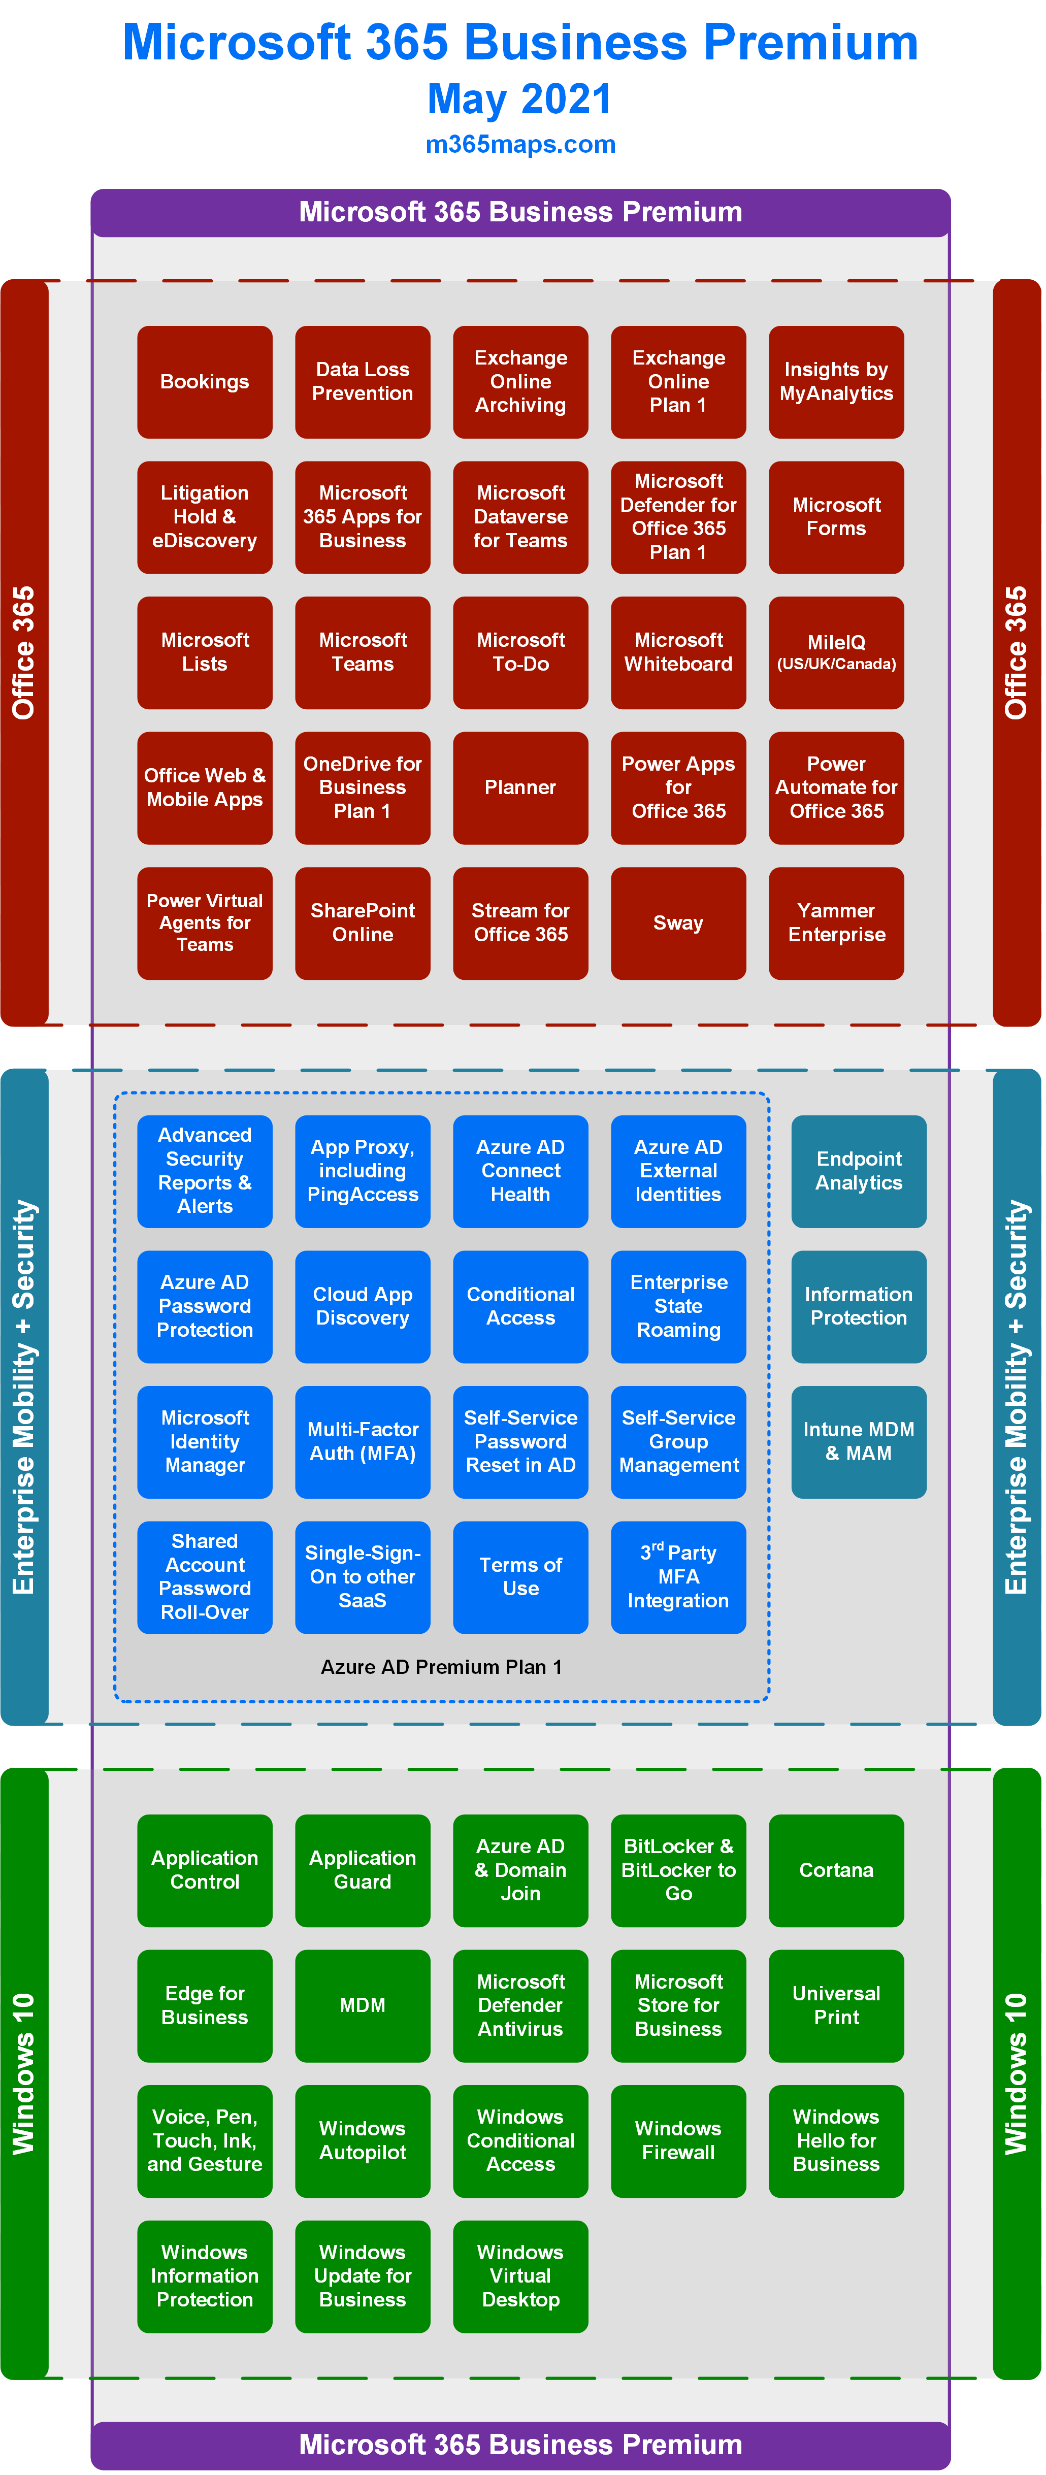 Microsoft 365 Business Premium
May 2021
m365maps.com
Microsoft 365 Business Premium
Office 365
Office 365
Bookings
Data Loss
Prevention
Exchange
Online
Archiving
Exchange
Online
Plan 1
Insights by
MyAnalytics
Litigation
Hold &
eDiscovery
Microsoft
365 Apps for
Business
Microsoft
Dataverse
for Teams
Microsoft
Defender for
Office 365
Plan 1
Microsoft
Forms
Microsoft
Lists
Microsoft
Teams
Microsoft
To-Do
Microsoft
Whiteboard
MileIQ
(US/UK/Canada)
Office Web &
Mobile Apps
OneDrive for
Business
Plan 1
Planner
Power Apps
for
Office 365
Power
Automate for
Office 365
Power Virtual
Agents for
Teams
SharePoint
Online
Stream for
Office 365
Sway
Yammer
Enterprise
Enterprise Mobility + Security
Enterprise Mobility + Security
Advanced
Security
Reports &
Alerts
App Proxy,
including
PingAccess
Azure AD
Connect
Health
Azure AD
External
Identities
Endpoint
Analytics
Azure AD
Password
Protection
Cloud App
Discovery
Conditional
Access
Enterprise
State
Roaming
Information
Protection
Microsoft
Identity
Manager
Multi-Factor
Auth (MFA)
Self-Service
Password
Reset in AD
Self-Service
Group
Management
Intune MDM
& MAM
Shared
Account
Password
Roll-Over
Single-Sign-
On to other
SaaS
Terms of
Use
3rd Party
MFA
Integration
Azure AD Premium Plan 1
Windows 10
Windows 10
Application
Control
Application
Guard
Azure AD
& Domain
Join
BitLocker &
BitLocker to
Go
Cortana
Edge for
Business
MDM
Microsoft
Defender
Antivirus
Microsoft
Store for
Business
Universal
Print
Voice, Pen,
Touch, Ink,
and Gesture
Windows
Autopilot
Windows
Conditional
Access
Windows
Firewall
Windows
Hello for
Business
Windows
Information
Protection
Windows
Update for
Business
Windows
Virtual
Desktop
Microsoft 365 Business Premium